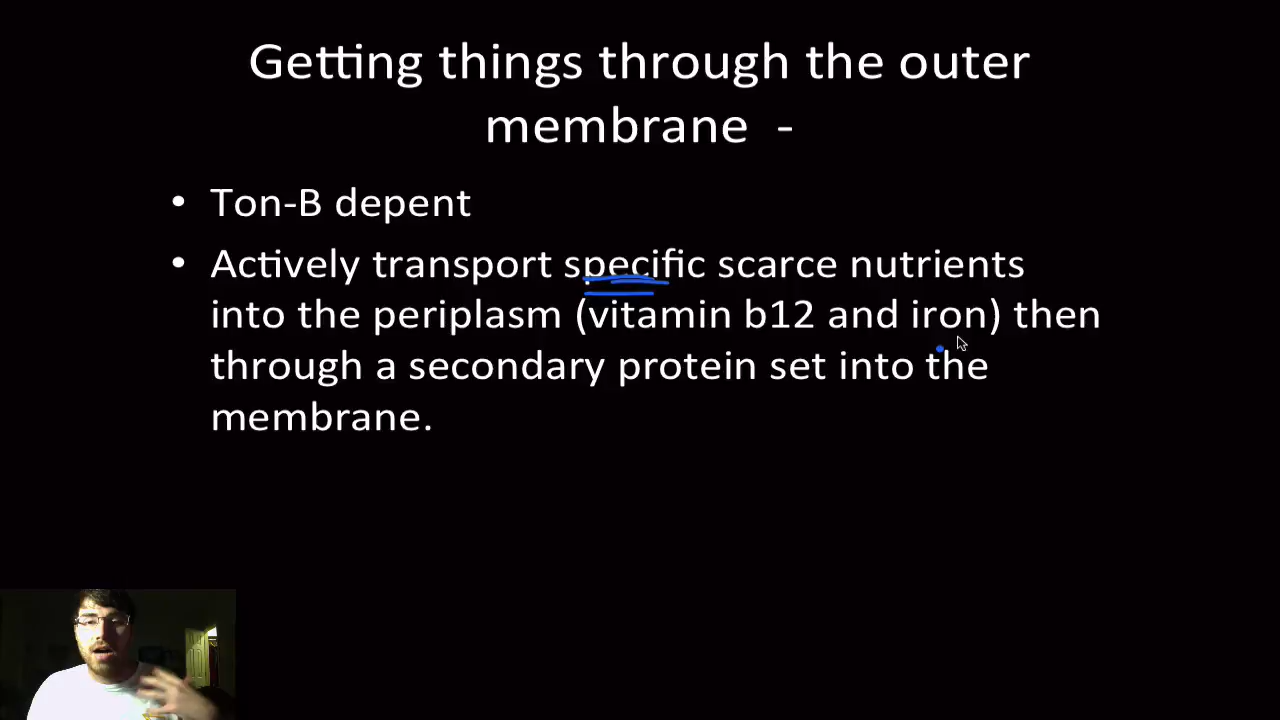 Getting things through the outer
membrane -
• Ton-B depent
• Actively transport specific scarce nutrients
into the periplasm (vitamin b12 and iron) then
through a secondary protein set into the
membrane.